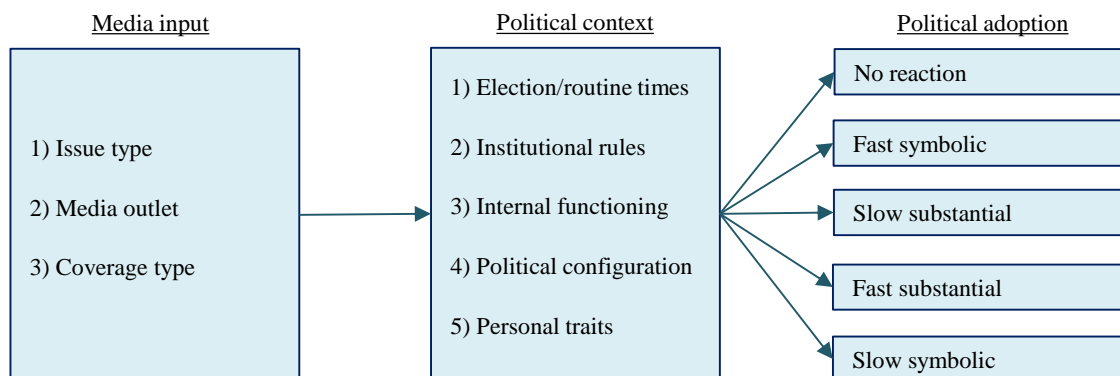 Media input
1) Issue type
2) Media outlet
3) Coverage type
Political context
1) Election/routine times
2) Institutional rules
3) Internal functioning
4) Political configuration
5) Personal traits
Political adoption
No reaction
Fast symbolic
Slow substantial
Fast substantial
Slow symbolic